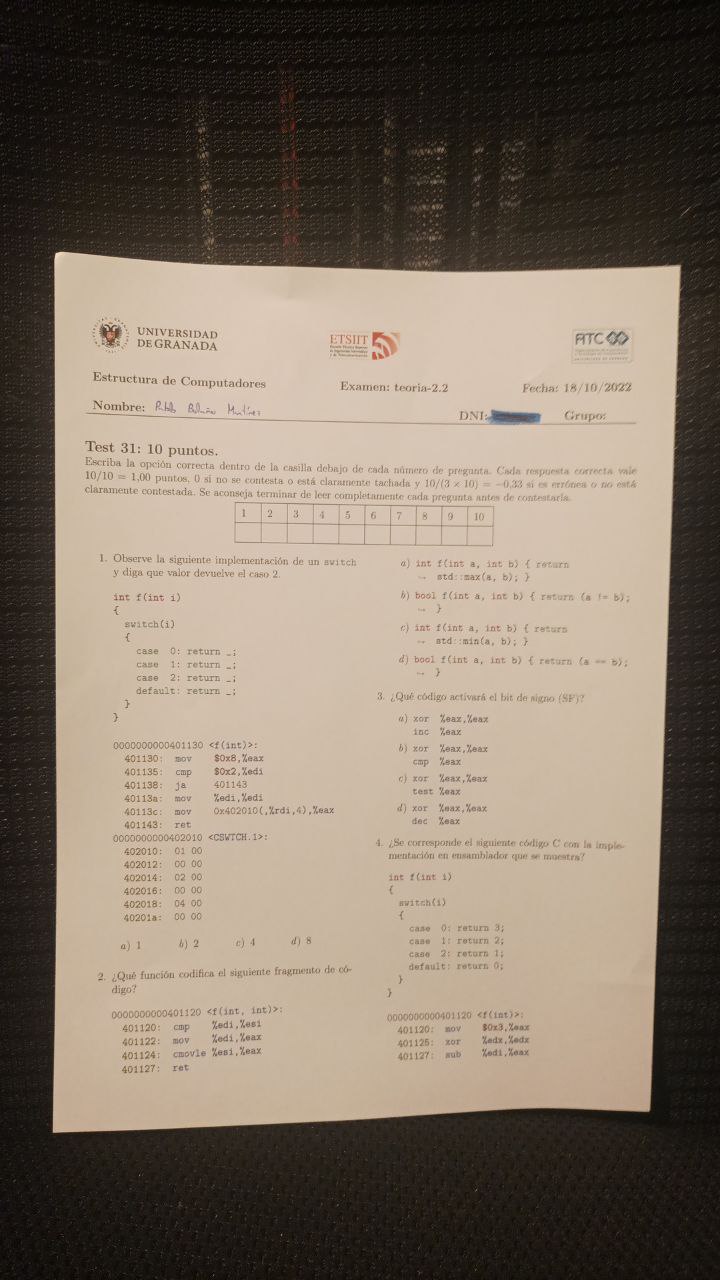 UNIVERSIDAD
DE GRANADA
ETSIIT
ATC
Estructura de Computadores
Examen: teoria-2.2
Fecha: 18/10/2022
Nombre:
DNI:
Grupo:
Test 31: 10 puntos.
Escriba la opción correcta dentro de la casilla debajo de cada número de pregunta. Cada respuesta correcta vale
10/10 = 1,00 puntos, 0 si no se contesta o está claramente tachada y 10/(3 × 10) = −0,33 si es errónea o no está
claramente contestada. Se aconseja terminar de leer completamente cada pregunta antes de contestarla.
1 2 3 4 5 6 7 8 9 10
1. Observe la siguiente implementación de un switch
y diga que valor devuelve el caso 2.
int f(int i)
{
switch(i)
{
case 0: return _;
case 1: return _;
case 2: return _;
default: return _;
}
}
0000000000401130 <f(int)>:
401130: mov $0x8,%eax
401135: cmp $0x2,%edi
401138: ja 401143
40113a: mov %edi,%edi
40113c: mov 0x402010(,%rdi,4),%eax
401143: ret
0000000000402010 <CSWTCH.1>:
402010: 01 00
402012: 00 00
402014: 02 00
402016: 00 00
402018: 04 00
40201a: 00 00
a) 1 b) 2 c) 4 d) 8
2. ¿Qué función codifica el siguiente fragmento de có-
digo?
0000000000401120 <f(int, int)>:
401120: cmp %edi,%esi
401122: mov %edi,%eax
401124: cmovle %esi,%eax
401127: ret
a) int f(int a, int b) { return
↪ std::max(a, b); }
b) bool f(int a, int b) { return (a != b);
↪ }
c) int f(int a, int b) { return
↪ std::min(a, b); }
d) bool f(int a, int b) { return (a == b);
↪ }
3. ¿Qué código activará el bit de signo (SF)?
a) xor %eax,%eax
inc %eax
b) xor %eax,%eax
cmp %eax
c) xor %eax,%eax
test %eax
d) xor %eax,%eax
dec %eax
4. ¿Se corresponde el siguiente código C con la imple-
mentación en ensamblador que se muestra?
int f(int i)
{
switch(i)
{
case 0: return 3;
case 1: return 2;
case 2: return 1;
default: return 0;
}
}
0000000000401120 <f(int)>:
401120: mov $0x3,%eax
401125: xor %edx,%edx
401127: sub %edi,%eax